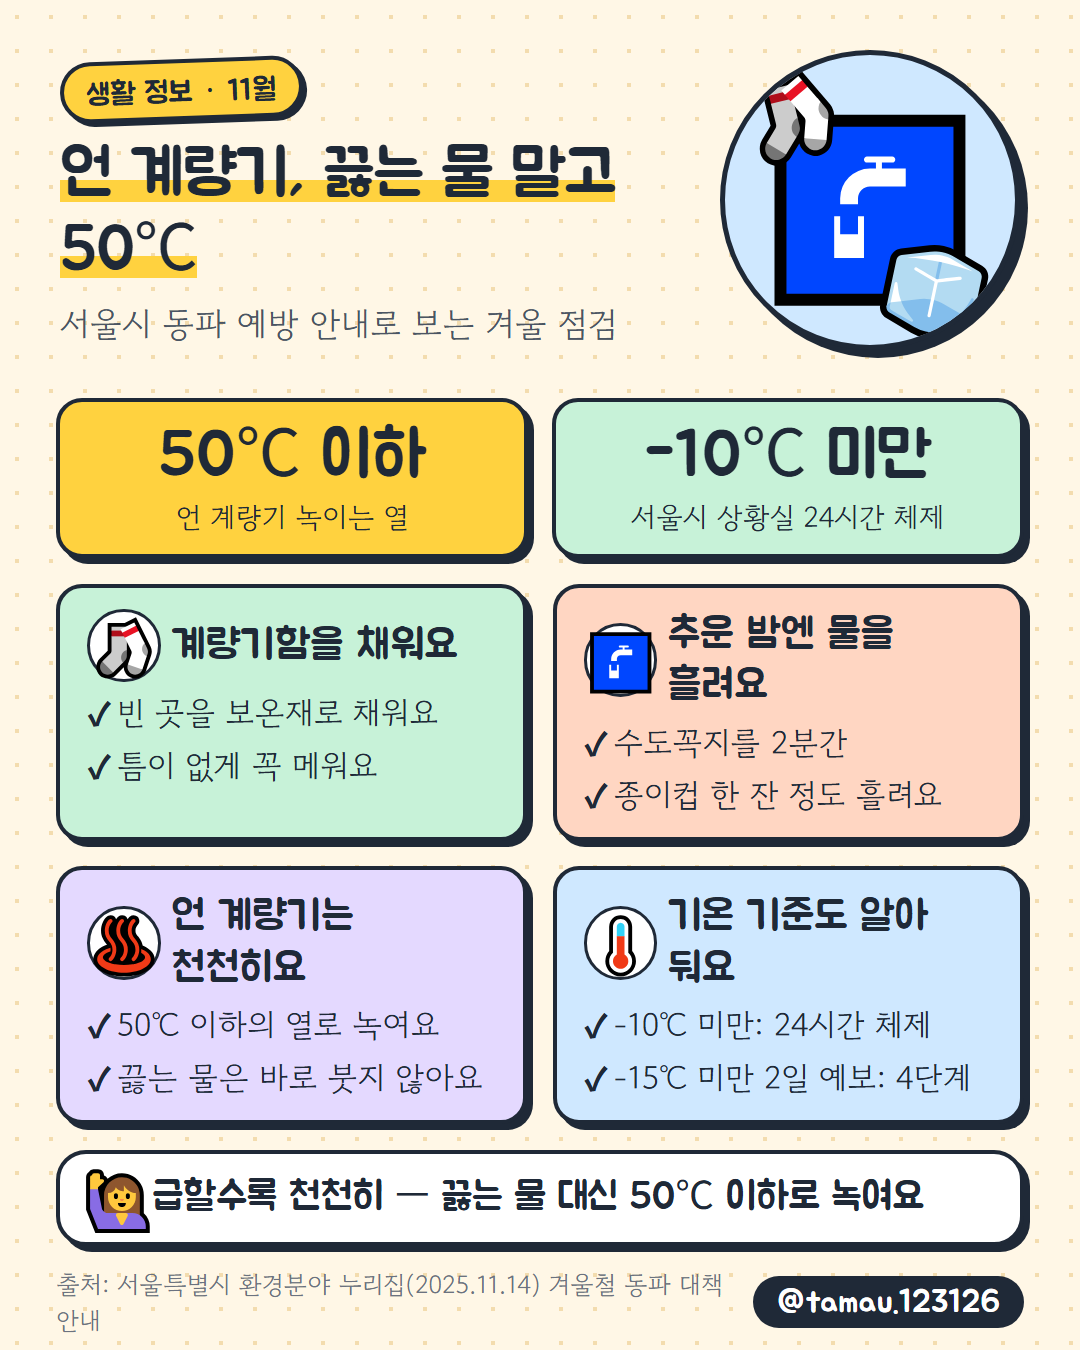 생활 정보 · 11월
언 계량기, 끓는 물 말고
50℃
서울시 동파 예방 안내로 보는 겨울 점검
50℃ 이하
언 계량기 녹이는 열
-10℃ 미만
서울시 상황실 24시간 체제
계량기함을 채워요
✓빈 곳을 보온재로 채워요
✓틈이 없게 꼭 메워요
추운 밤엔 물을
흘려요
✓수도꼭지를 2분간
✓종이컵 한 잔 정도 흘려요
언 계량기는
천천히요
✓50℃ 이하의 열로 녹여요
✓끓는 물은 바로 붓지 않아요
기온 기준도 알아
둬요
✓-10℃ 미만: 24시간 체제
✓-15℃ 미만 2일 예보: 4단계
급할수록 천천히 — 끓는 물 대신 50℃ 이하로 녹여요
출처: 서울특별시 환경분야 누리집(2025.11.14) 겨울철 동파 대책
안내
@tamau.123126